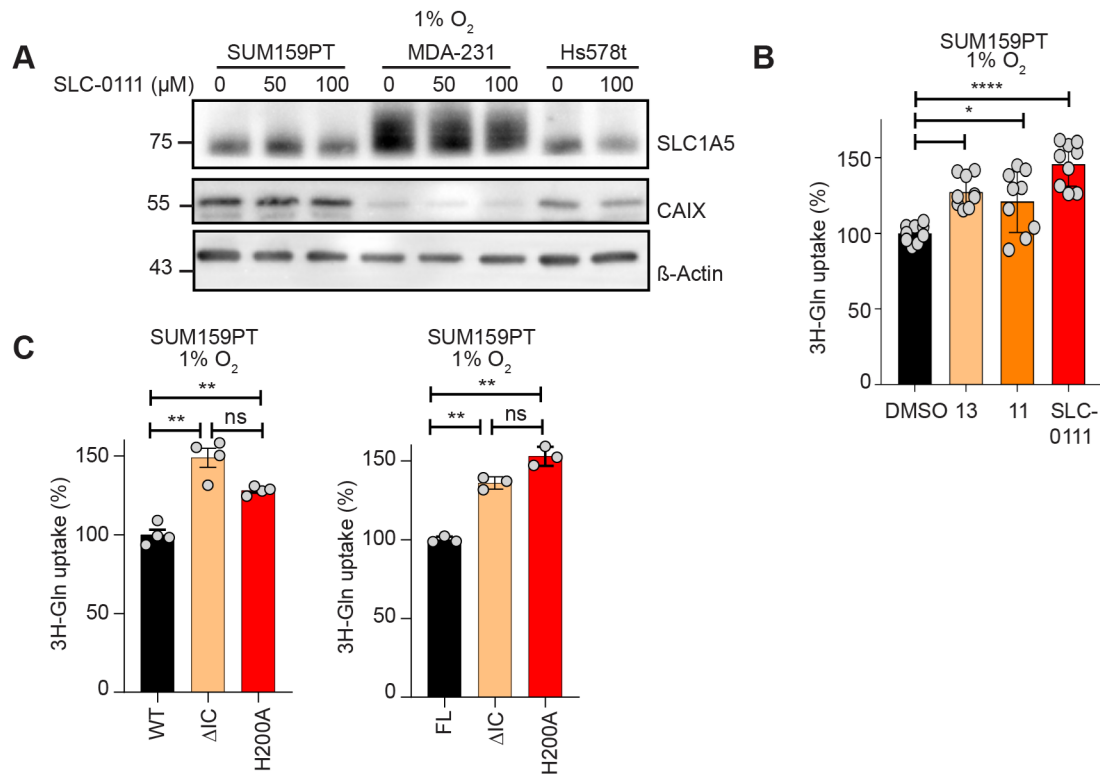 A
1% O2
SUM159PT MDA-231 Hs578t
SLC-0111 (µM) 0 50 100 0 50 100 0 100
75 SLC1A5
55 CAIX
43 ß-Actin
B
SUM159PT
1% O2
****
*
3H-Gln uptake (%)
150
100
50
0
DMSO 13 11 SLC-
0111
C
SUM159PT
1% O2
**
** ns
3H-Gln uptake (%)
150
100
50
0
WT ΔIC H200A
SUM159PT
1% O2
**
** ns
3H-Gln uptake (%)
150
100
50
0
FL ΔIC H200A